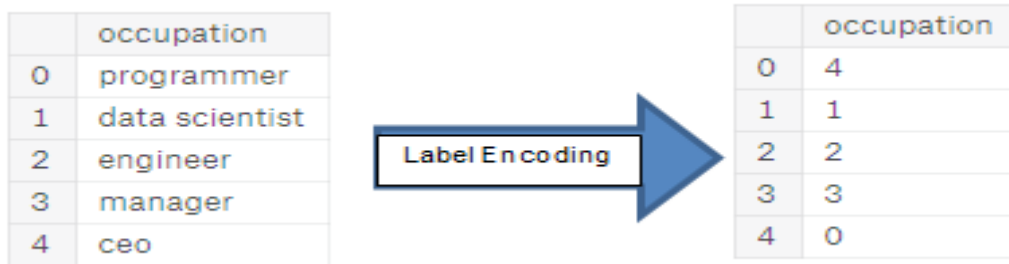 occupation
0 programmer
1 data scientist
2 engineer
3 manager
4 ceo
Label Encoding
occupation
0 4
1 1
2 2
3 3
4 0